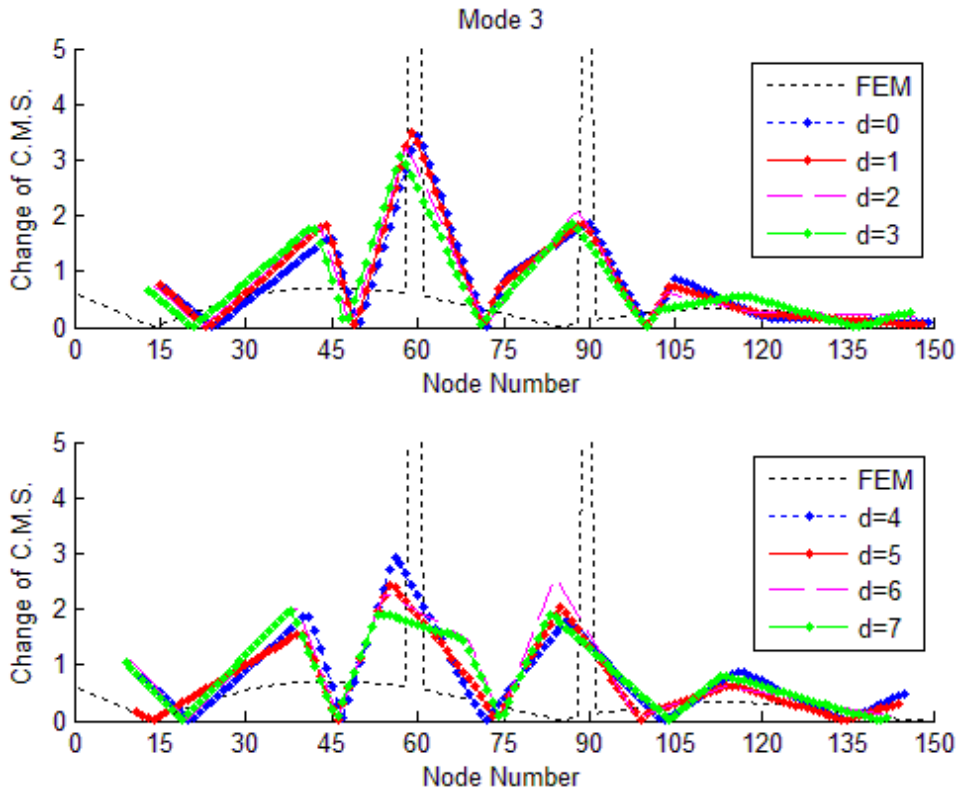 Mode 3
5
4
3
2
1
0
Change of C.M.S.
0 15 30 45 60 75 90 105 120 135 150
Node Number
FEM
d=0
d=1
d=2
d=3
5
4
3
2
1
0
Change of C.M.S.
0 15 30 45 60 75 90 105 120 135 150
Node Number
FEM
d=4
d=5
d=6
d=7